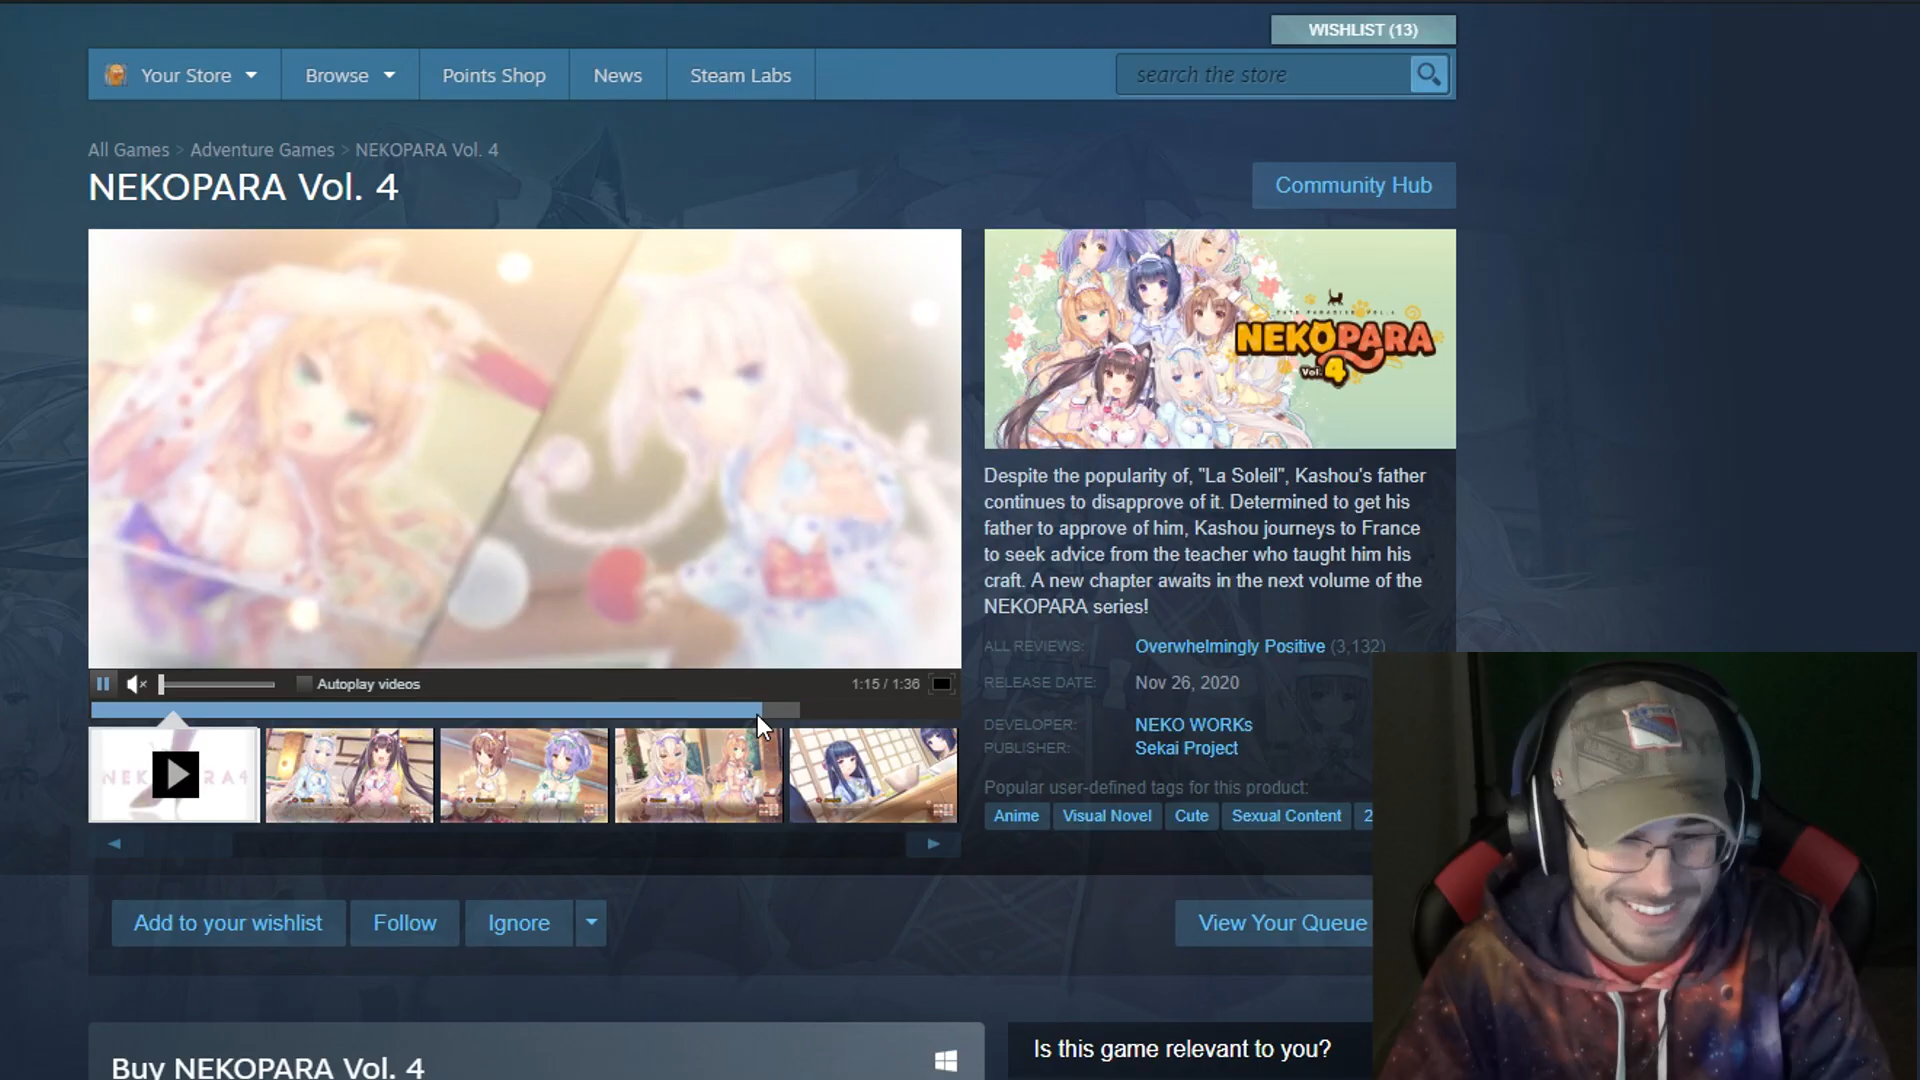 WISHLIST (13)
Your Store
Browse
Points Shop
News
Steam Labs
search the store
All Games > Adventure Games > NEKOPARA Vol. 4
NEKOPARA Vol. 4
Community Hub
NEKOPARA
Vol. 4
Despite the popularity of, "La Soleil", Kashou's father
continues to disapprove of it. Determined to get his
father to approve of him, Kashou journeys to France
to seek advice from the teacher who taught him his
craft. A new chapter awaits in the next volume of the
NEKOPARA series!
ALL REVIEWS: Overwhelmingly Positive (3,132)
RELEASE DATE: Nov 26, 2020
DEVELOPER: NEKO WORKs
PUBLISHER: Sekai Project
Popular user-defined tags for this product:
Anime
Visual Novel
Cute
Sexual Content
2
Autoplay videos
1:15 / 1:36
Add to your wishlist
Follow
Ignore
View Your Queue
Buy NEKOPARA Vol. 4
Is this game relevant to you?